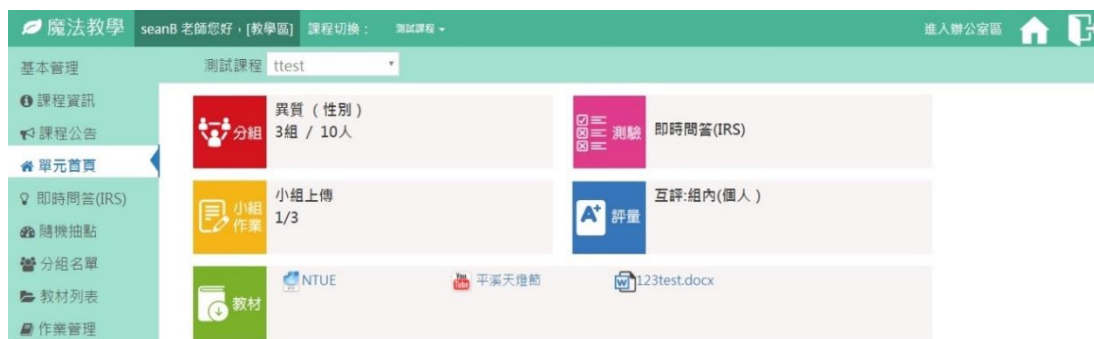 魔法教學 seanB 老師您好，[教學區] 課程切換： 測試課程 進入辦公室區
基本管理
測試課程 ttest
課程資訊
課程公告
單元首頁
即時問答(IRS)
隨機抽點
分組名單
教材列表
作業管理
分組
異質（性別）
3組 / 10人
測驗
即時問答(IRS)
小組
作業
小組上傳
1/3
A+ 評量
互評:組內(個人）
教材
NTUE
You
Tube
平溪天燈節
W
123test.docx